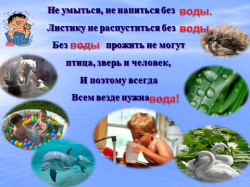 Не умыться, не напиться без воды.
Листику не распуститься без воды.
Без воды прожить не могут
птица, зверь и человек,
И поэтому всегда
Всем везде нужна вода!